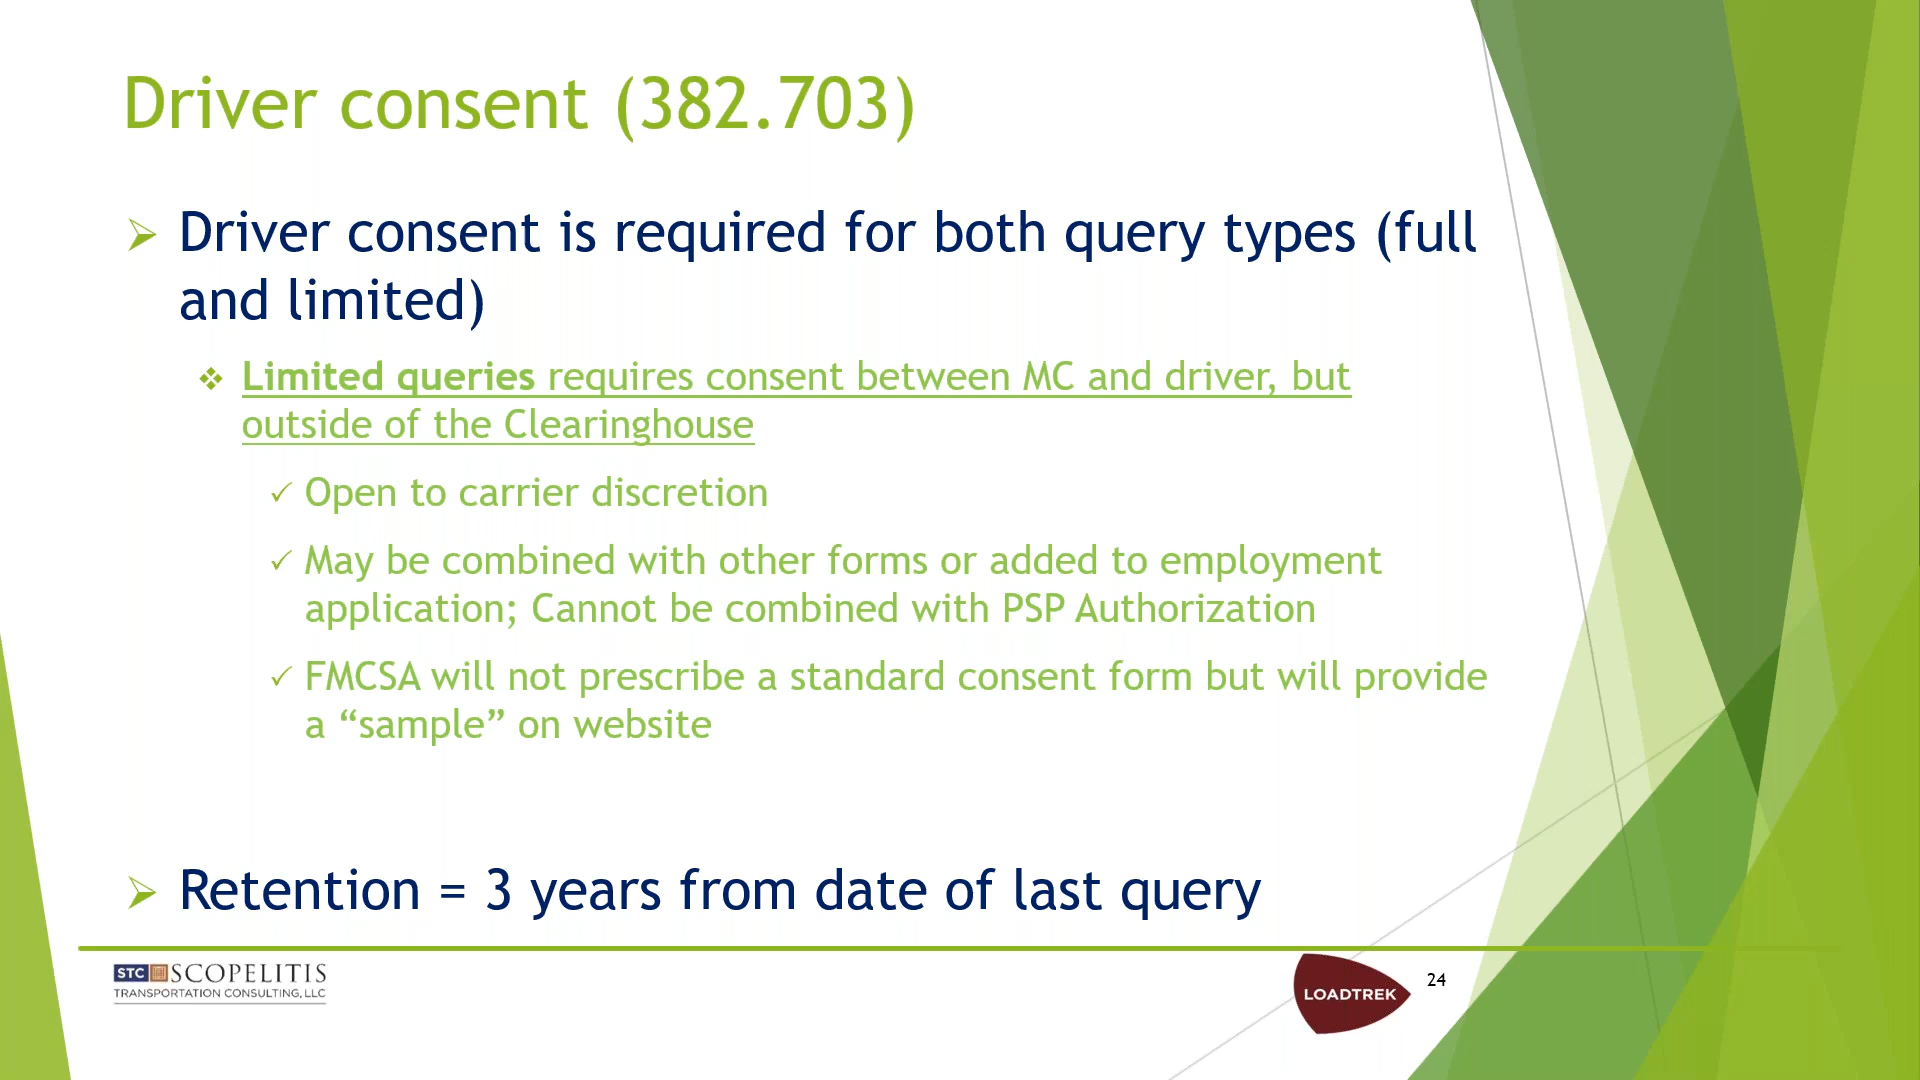 Driver consent (382.703)
Driver consent is required for both query types (full
and limited)
Limited queries requires consent between MC and driver, but
outside of the Clearinghouse
Open to carrier discretion
May be combined with other forms or added to employment
application; Cannot be combined with PSP Authorization
FMCSA will not prescribe a standard consent form but will provide
a “sample” on website
Retention = 3 years from date of last query
STC SCOPELITIS
TRANSPORTATION CONSULTING, LLC
LOADTREK
24